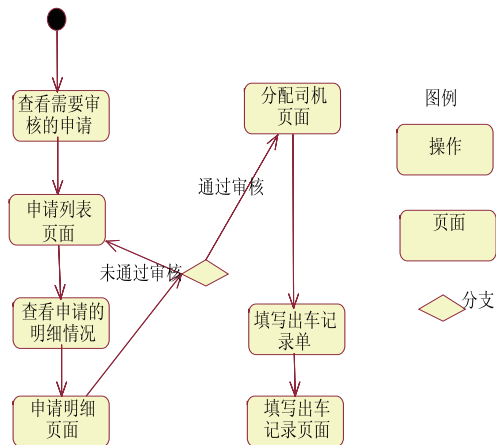 查看需要审
核的申请
申请列表
页面
查看申请的
明细情况
申请明细
页面
未通过审核
通过审核
分配司机
页面
填写出车记
录单
填写出车
记录页面
图例
操作
页面
分支